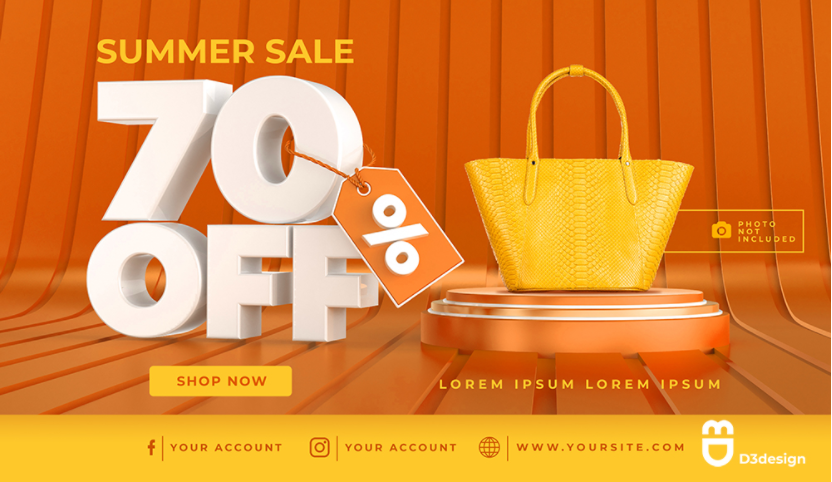 SUMMER SALE
70
OFF
%
PHOTO
NOT
INCLUDED
SHOP NOW
LOREM IPSUM LOREM IPSUM
YOUR ACCOUNT
YOUR ACCOUNT
WWW.YOURSITE.COM
D3design